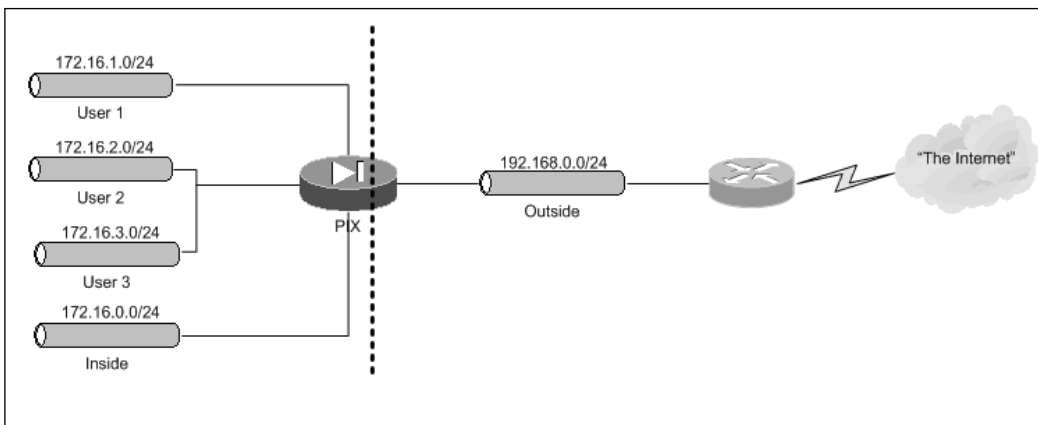 172.16.1.0/24
User 1
172.16.2.0/24
User 2
172.16.3.0/24
User 3
172.16.0.0/24
Inside
PIX
192.168.0.0/24
Outside
“The Internet”